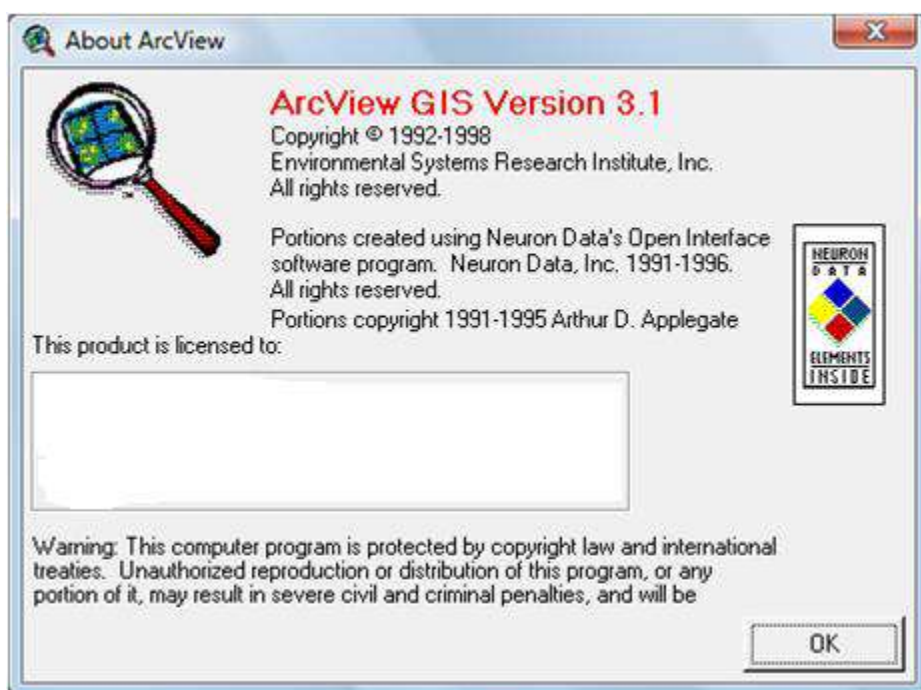 About ArcView
ArcView GIS Version 3.1
Copyright © 1992-1998
Environmental Systems Research Institute, Inc.
All rights reserved.
Portions created using Neuron Data's Open Interface
software program. Neuron Data, Inc. 1991-1996.
All rights reserved.
Portions copyright 1991-1995 Arthur D. Applegate
NEURON
DATA
ELEMENTS
INSIDE
This product is licensed to:
Warning: This computer program is protected by copyright law and international
treaties. Unauthorized reproduction or distribution of this program, or any
portion of it, may result in severe civil and criminal penalties, and will be
OK